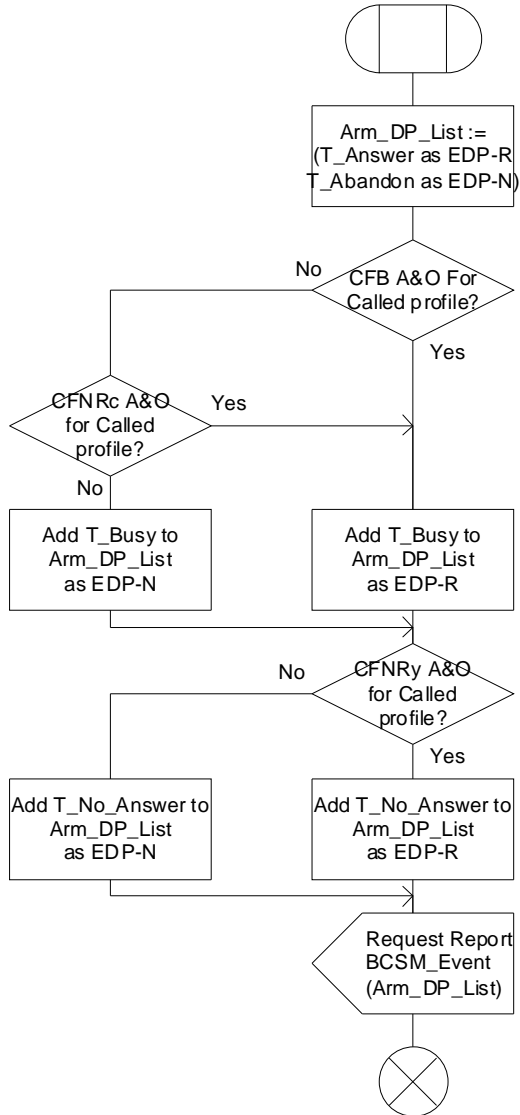 Arm_DP_List :=
(T_Answer as EDP-R
T_Abandon as EDP-N)
No
CFB A&O For
Called profile?
Yes
CFNRc A&O
for Called
profile?
Yes
No
Add T_Busy to
Arm_DP_List
as EDP-N
Add T_Busy to
Arm_DP_List
as EDP-R
No
CFNRy A&O
for Called
profile?
Yes
Add T_No_Answer to
Arm_DP_List
as EDP-N
Add T_No_Answer to
Arm_DP_List
as EDP-R
Request Report
BCSM_Event
(Arm_DP_List)